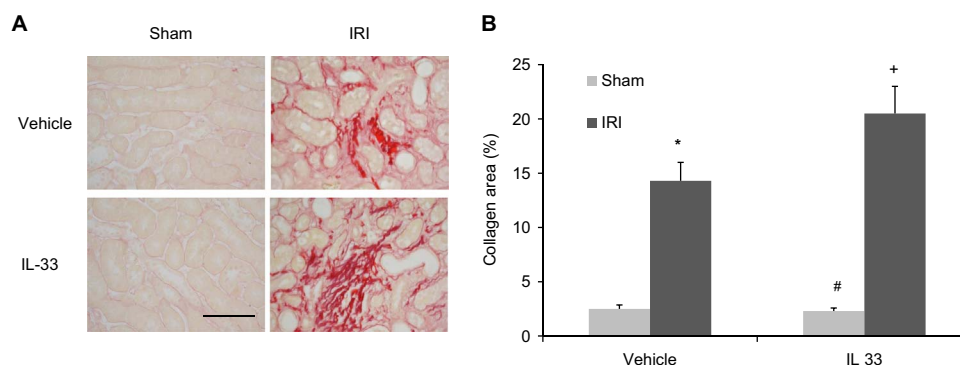 A
Sham
IRI
Vehicle
IL-33
B
25
20
15
10
5
0
Collagen area (%)
Sham
IRI
*
#
+
Vehicle
IL 33